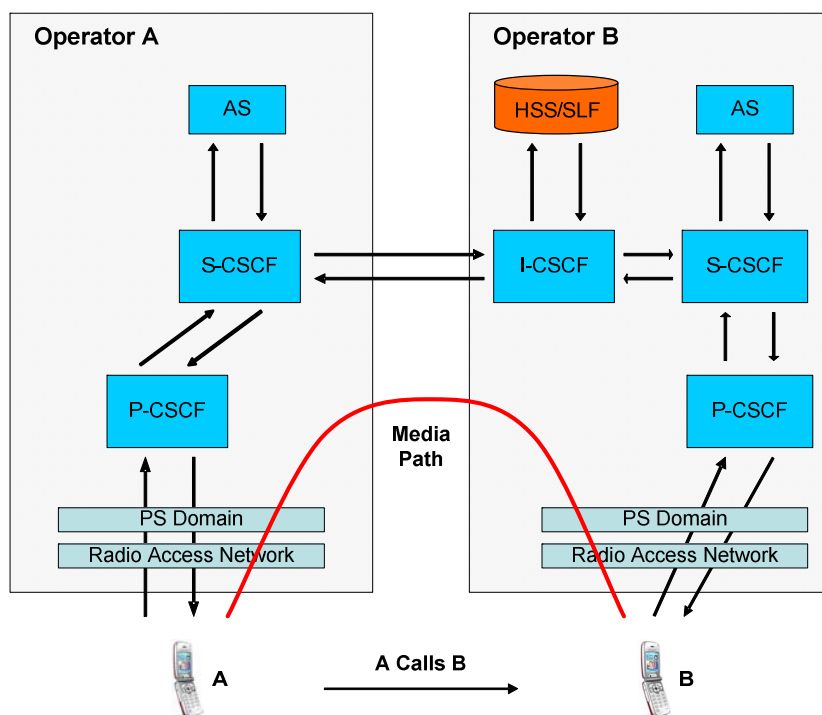 Operator A
Operator B
AS
HSS/SLF
AS
S-CSCF
I-CSCF
S-CSCF
P-CSCF
P-CSCF
Media
Path
PS Domain
PS Domain
Radio Access Network
Radio Access Network
A Calls B
A
B